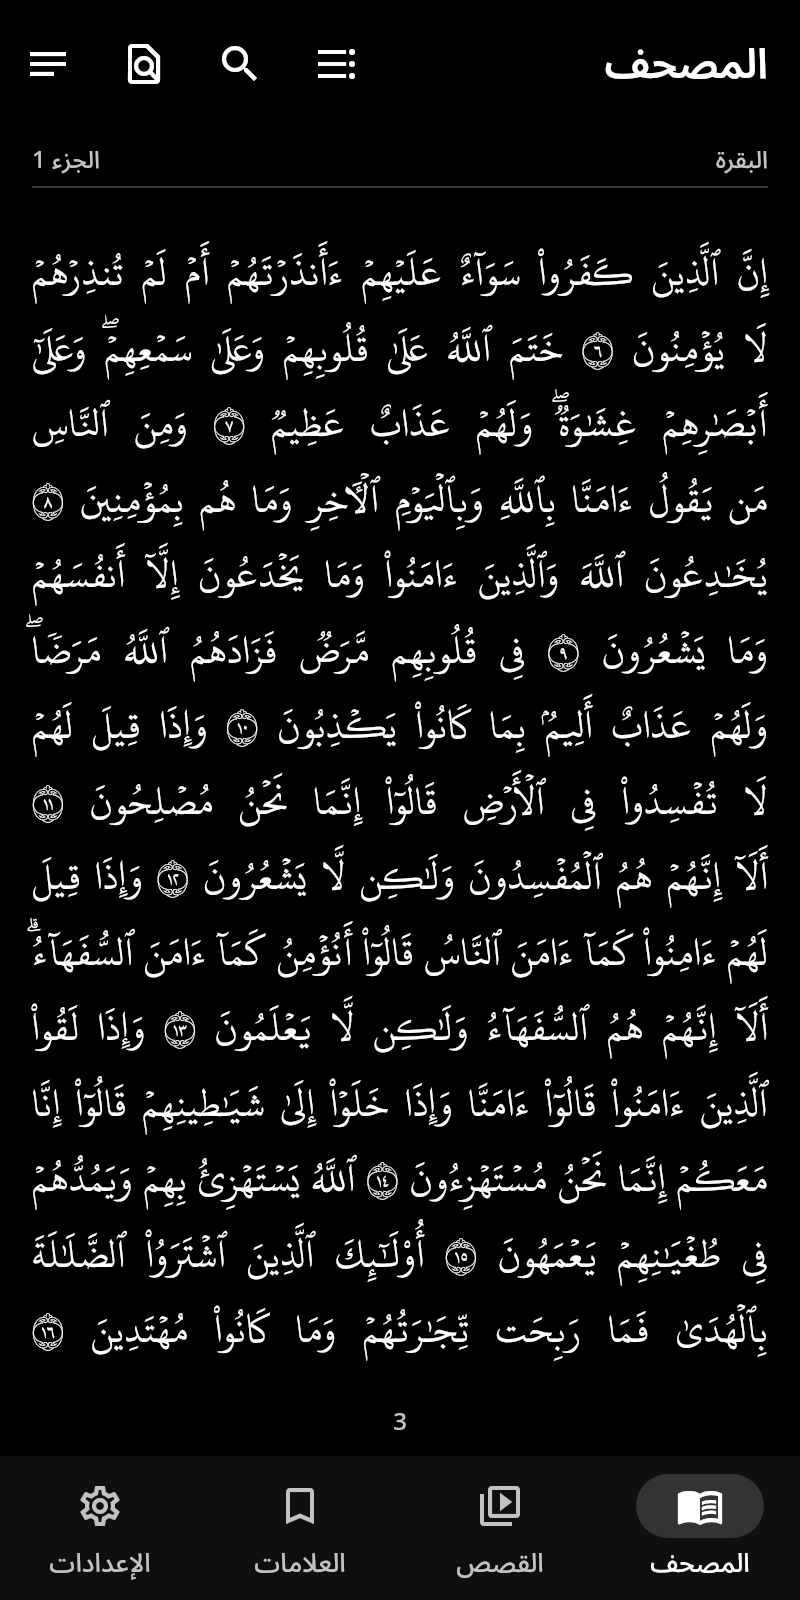 المصحف
البقرة
الجزء 1
إِنَّ ٱلَّذِينَ كَفَرُوا۟ سَوَآءٌ عَلَيْهِمْ ءَأَنذَرْتَهُمْ أَمْ لَمْ تُنذِرْهُمْ
لَا يُؤْمِنُونَ ٦ خَتَمَ ٱللَّهُ عَلَىٰ قُلُوبِهِمْ وَعَلَىٰ سَمْعِهِمْ ۖ وَعَلَىٰٓ
أَبْصَـٰرِهِمْ غِشَـٰوَةٌ ۖ وَلَهُمْ عَذَابٌ عَظِيمٌ ٧ وَمِنَ ٱلنَّاسِ
مَن يَقُولُ ءَامَنَّا بِٱللَّهِ وَبِٱلْيَوْمِ ٱلْـَٔاخِرِ وَمَا هُم بِمُؤْمِنِينَ ٨
يُخَـٰدِعُونَ ٱللَّهَ وَٱلَّذِينَ ءَامَنُوا۟ وَمَا يَخْدَعُونَ إِلَّآ أَنفُسَهُمْ
وَمَا يَشْعُرُونَ ٩ فِى قُلُوبِهِم مَّرَضٌ فَزَادَهُمُ ٱللَّهُ مَرَضًا ۖ
وَلَهُمْ عَذَابٌ أَلِيمٌۢ بِمَا كَانُوا۟ يَكْذِبُونَ ١٠ وَإِذَا قِيلَ لَهُمْ
لَا تُفْسِدُوا۟ فِى ٱلْأَرْضِ قَالُوٓا۟ إِنَّمَا نَحْنُ مُصْلِحُونَ ١١
أَلَآ إِنَّهُمْ هُمُ ٱلْمُفْسِدُونَ وَلَـٰكِن لَّا يَشْعُرُونَ ١٢ وَإِذَا قِيلَ
لَهُمْ ءَامِنُوا۟ كَمَآ ءَامَنَ ٱلنَّاسُ قَالُوٓا۟ أَنُؤْمِنُ كَمَآ ءَامَنَ ٱلسُّفَهَآءُ ۗ
أَلَآ إِنَّهُمْ هُمُ ٱلسُّفَهَآءُ وَلَـٰكِن لَّا يَعْلَمُونَ ١٣ وَإِذَا لَقُوا۟
ٱلَّذِينَ ءَامَنُوا۟ قَالُوٓا۟ ءَامَنَّا وَإِذَا خَلَوْا۟ إِلَىٰ شَيَـٰطِينِهِمْ قَالُوٓا۟ إِنَّا
مَعَكُمْ إِنَّمَا نَحْنُ مُسْتَهْزِءُونَ ١٤ ٱللَّهُ يَسْتَهْزِئُ بِهِمْ وَيَمُدُّهُمْ
فِى طُغْيَـٰنِهِمْ يَعْمَهُونَ ١٥ أُو۟لَـٰٓئِكَ ٱلَّذِينَ ٱشْتَرَوُا۟ ٱلضَّلَـٰلَةَ
بِٱلْهُدَىٰ فَمَا رَبِحَت تِّجَـٰرَتُهُمْ وَمَا كَانُوا۟ مُهْتَدِينَ ١٦
3
المصحف
القصص
العلامات
الإعدادات